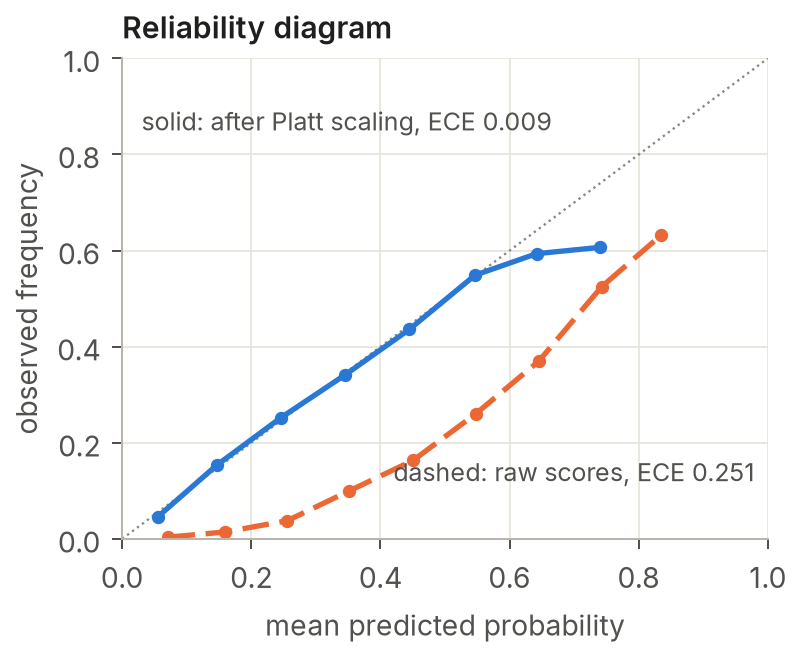 Reliability diagram
1.0
solid: after Platt scaling, ECE 0.009
0.8
0.6
0.4
0.2
dashed: raw scores, ECE 0.251
0.0
observed frequency
0.0 0.2 0.4 0.6 0.8 1.0
mean predicted probability